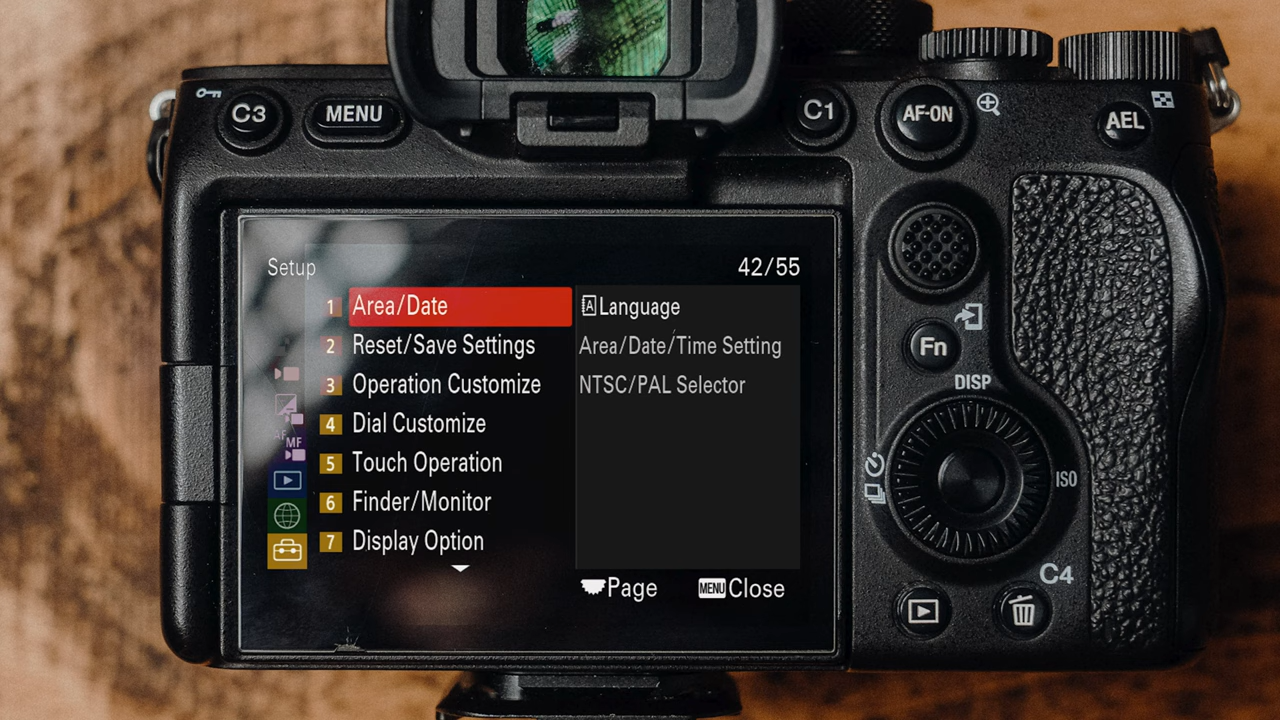 C3
MENU
C1
AF-ON
AEL
Setup
42/55
1 Area/Date
2 Reset/Save Settings
3 Operation Customize
4 Dial Customize
5 Touch Operation
6 Finder/Monitor
7 Display Option
AF
MF
A Language
Area/Date/Time Setting
NTSC/PAL Selector
Page
MENU Close
Fn
DISP
ISO
C4